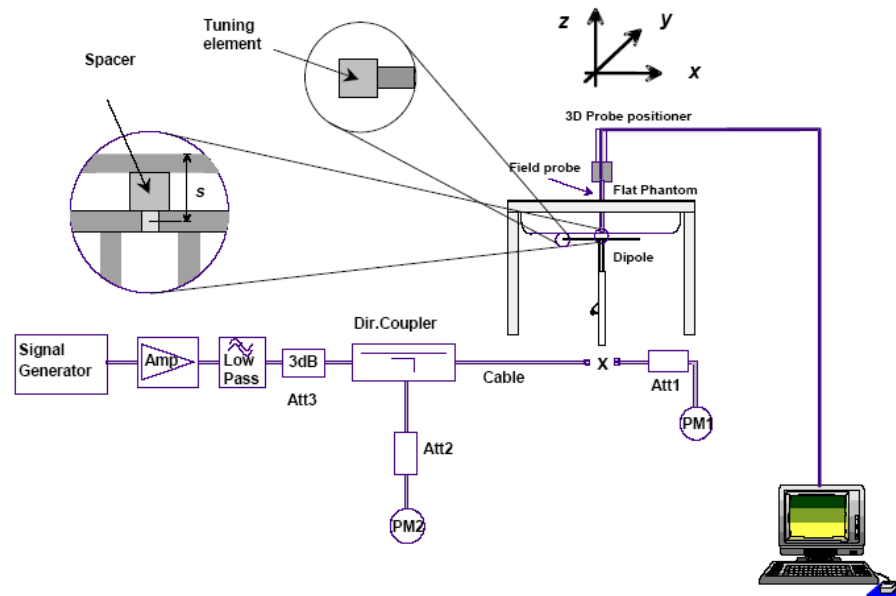 Tuning
element
Spacer
z
y
x
3D Probe positioner
Field probe
Flat Phantom
s
Dipole
Dir.Coupler
Signal
Generator
Amp
Low
Pass
3dB
Att3
Cable
X
Att1
PM1
Att2
PM2